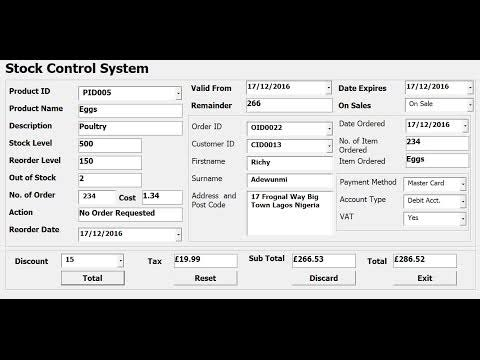 Stock Control System
Product ID PID005
Product Name Eggs
Description Poultry
Stock Level 500
Reorder Level 150
Out of Stock 2
No. of Order 234 Cost 1.34
Action No Order Requested
Reorder Date 17/12/2016
Valid From 17/12/2016
Remainder 266
Date Expires 17/12/2016
On Sales On Sale
Order ID OID0022
Customer ID CID0013
Firstname Richy
Surname Adewunmi
Address and Post Code 17 Frognal Way Big
Town Lagos Nigeria
Date Ordered 17/12/2016
No. of Item Ordered 234
Item Ordered Eggs
Payment Method Master Card
Account Type Debit Acct.
VAT Yes
Discount 15 Tax £19.99 Sub Total £266.53 Total £286.52
Total Reset Discard Exit